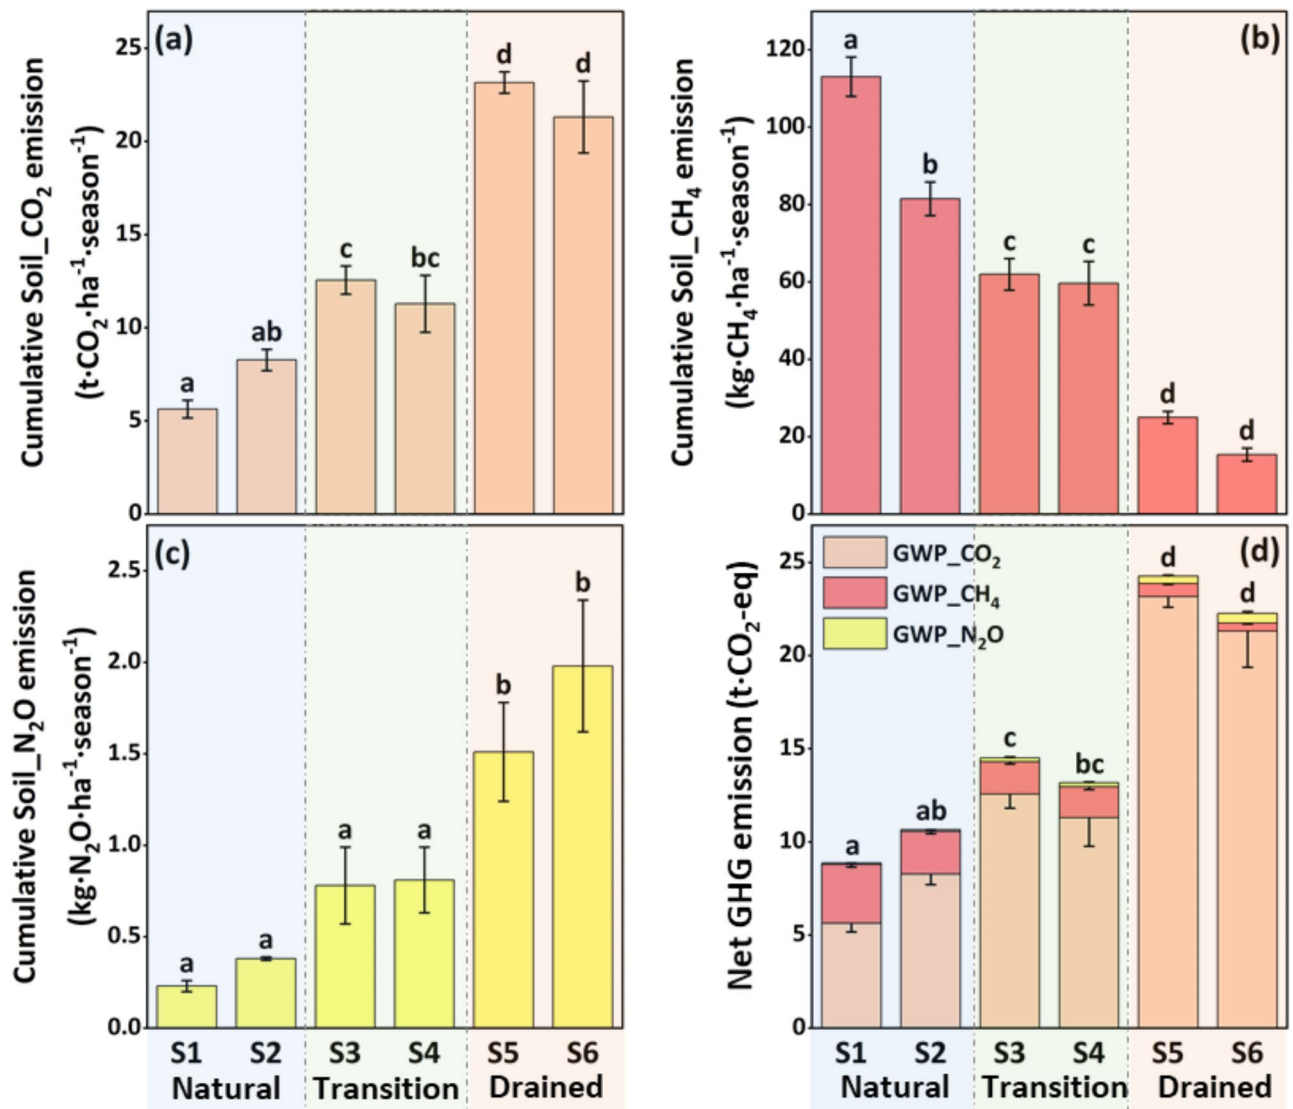 (a)
Cumulative Soil_CO₂ emission
(t·CO₂·ha⁻¹·season⁻¹)
25
20
15
10
5
0
a
ab
c
bc
d
d
(b)
Cumulative Soil_CH₄ emission
(kg·CH₄·ha⁻¹·season⁻¹)
120
100
80
60
40
20
0
a
b
c
c
d
d
(c)
Cumulative Soil_N₂O emission
(kg·N₂O·ha⁻¹·season⁻¹)
2.5
2.0
1.5
1.0
0.5
0.0
a
a
a
a
b
b
S1 S2 S3 S4 S5 S6
Natural Transition Drained
(d)
Net GHG emission (t·CO₂-eq)
25
20
15
10
5
0
GWP_CO₂
GWP_CH₄
GWP_N₂O
a
ab
c
bc
d
d
S1 S2 S3 S4 S5 S6
Natural Transition Drained